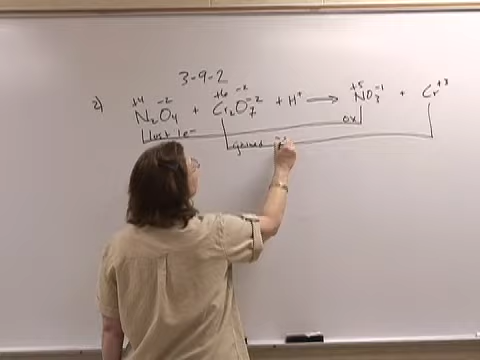 3-9-2
+4 -2 +6 -2 +5
2) N₂O₄ + Cr₂O₇⁻² + H⁺ → NO₃⁻¹ + Cr⁺³
lost 1e⁻ ox
gained